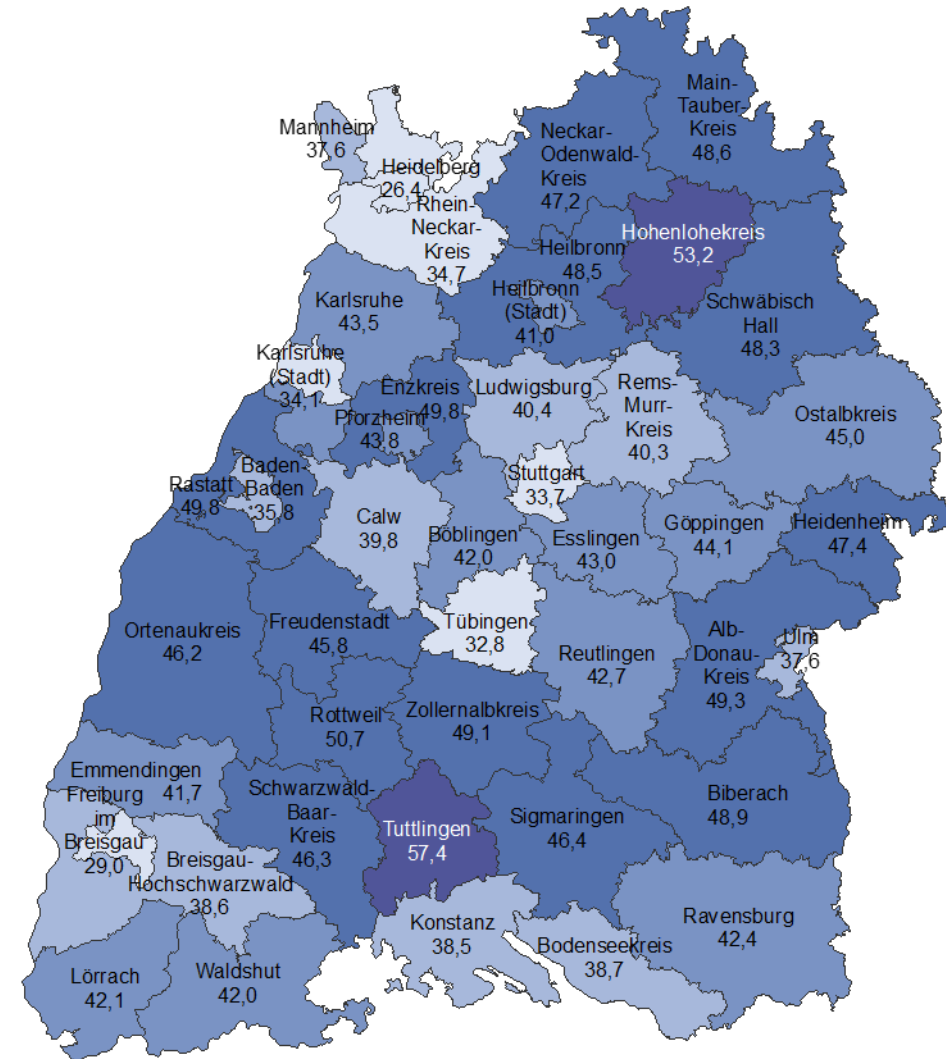 Main-
Tauber-
Kreis
48,6
Mannheim
37,6
Neckar-
Odenwald-
Kreis
47,2
Heidelberg
26,4
Rhein-
Neckar-
Kreis
34,7
Hohenlohekreis
53,2
Heilbronn
48,5
Heilbronn
(Stadt)
41,0
Karlsruhe
43,5
Schwäbisch
Hall
48,3
Karlsruhe
(Stadt)
34,1
Enzkreis
49,8
Pforzheim
43,8
Ludwigsburg
40,4
Rems-
Murr-
Kreis
40,3
Ostalbkreis
45,0
Stuttgart
33,7
Baden-
Baden
35,8
Rastatt
49,8
Calw
39,8
Böblingen
42,0
Esslingen
43,0
Göppingen
44,1
Heidenheim
47,4
Ortenaukreis
46,2
Freudenstadt
45,8
Tübingen
32,8
Reutlingen
42,7
Alb-
Donau-
Kreis
49,3
Ulm
37,6
Rottweil
50,7
Zollernalbkreis
49,1
Emmendingen
41,7
Freiburg
im
Breisgau
29,0
Schwarzwald-
Baar-
Kreis
46,3
Tuttlingen
57,4
Sigmaringen
46,4
Biberach
48,9
Breisgau-
Hochschwarzwald
38,6
Konstanz
38,5
Bodenseekreis
38,7
Ravensburg
42,4
Lörrach
42,1
Waldshut
42,0